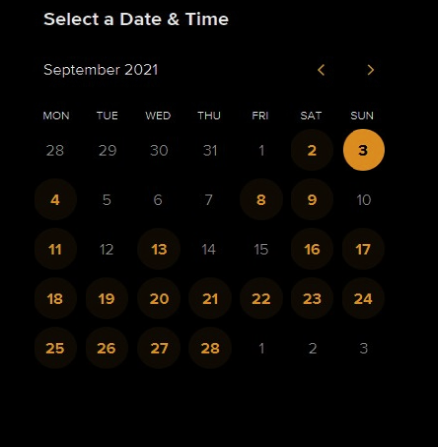 Select a Date & Time
September 2021
MON TUE WED THU FRI SAT SUN
28 29 30 31 1 2 3
4 5 6 7 8 9 10
11 12 13 14 15 16 17
18 19 20 21 22 23 24
25 26 27 28 1 2 3